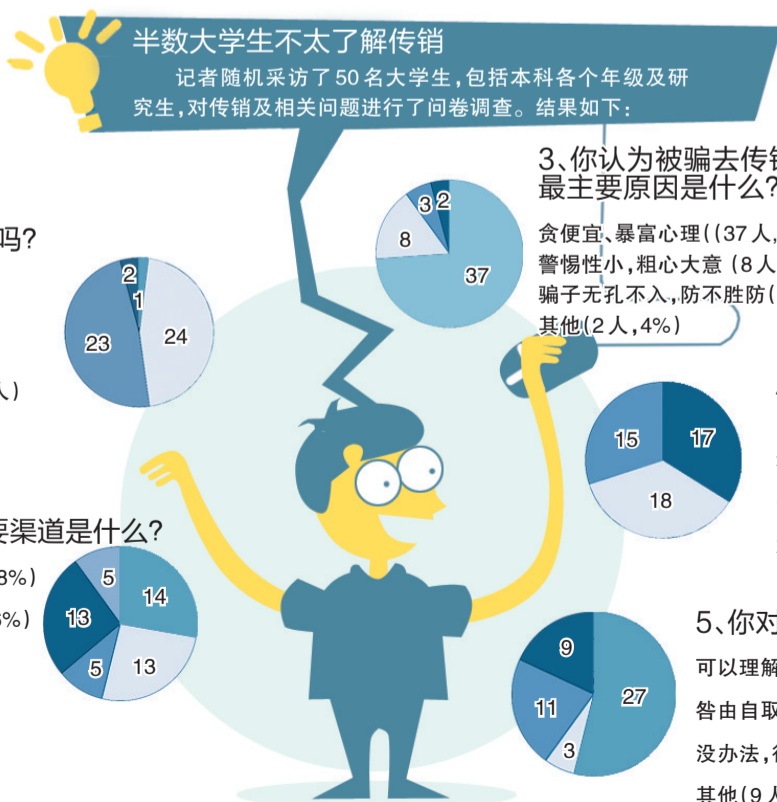 半数大学生不太了解传销
记者随机采访了50名大学生,包括本科各个年级及研
究生,对传销及相关问题进行了问卷调查。结果如下:
吗?
2
1
23
24
人)
要渠道是什么?
8%)
6%)
5
14
13
13
5
3、你认为被骗去传销
最主要原因是什么?
贪便宜、暴富心理((37人,
警惕性小,粗心大意(8人
骗子无孔不入,防不胜防(
其他(2人,4%)
3
2
8
37
15
17
18
5、你对
可以理解
咎由自取
没办法,
其他(9人
9
27
11
3